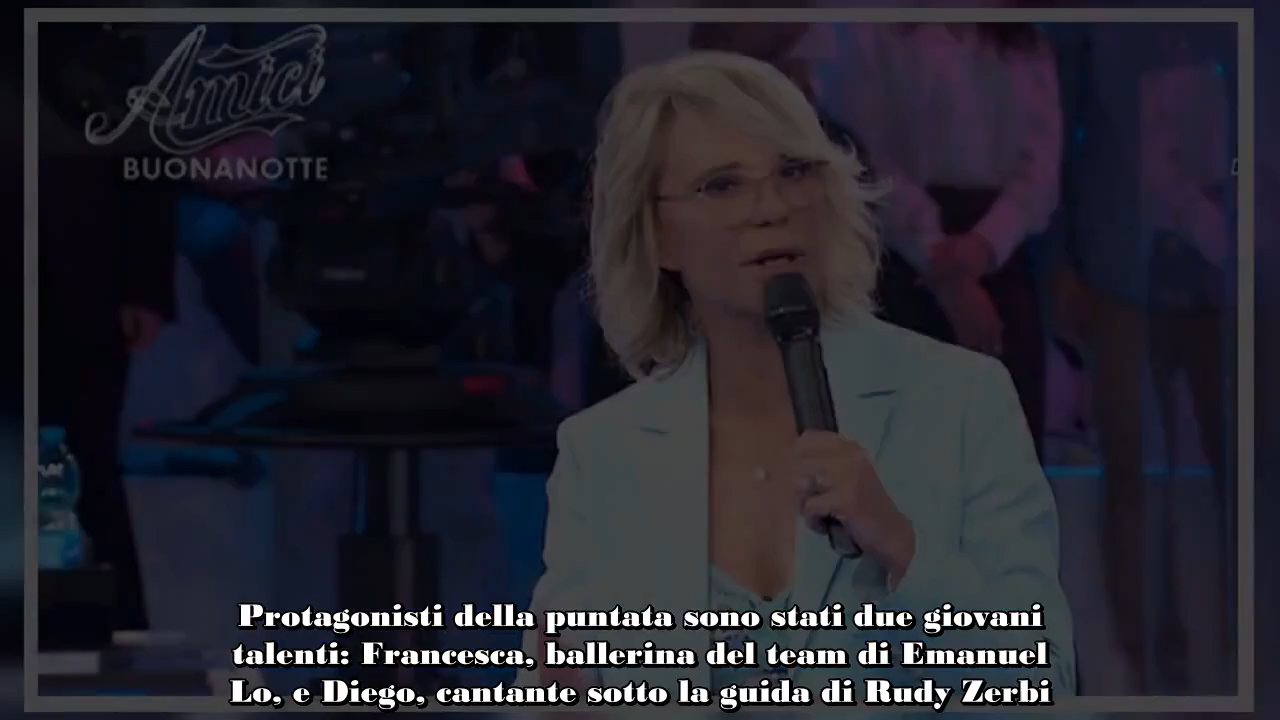 Amici
BUONANOTTE
Protagonisti della puntata sono stati due giovani
talenti: Francesca, ballerina del team di Emanuel
Lo, e Diego, cantante sotto la guida di Rudy Zerbi